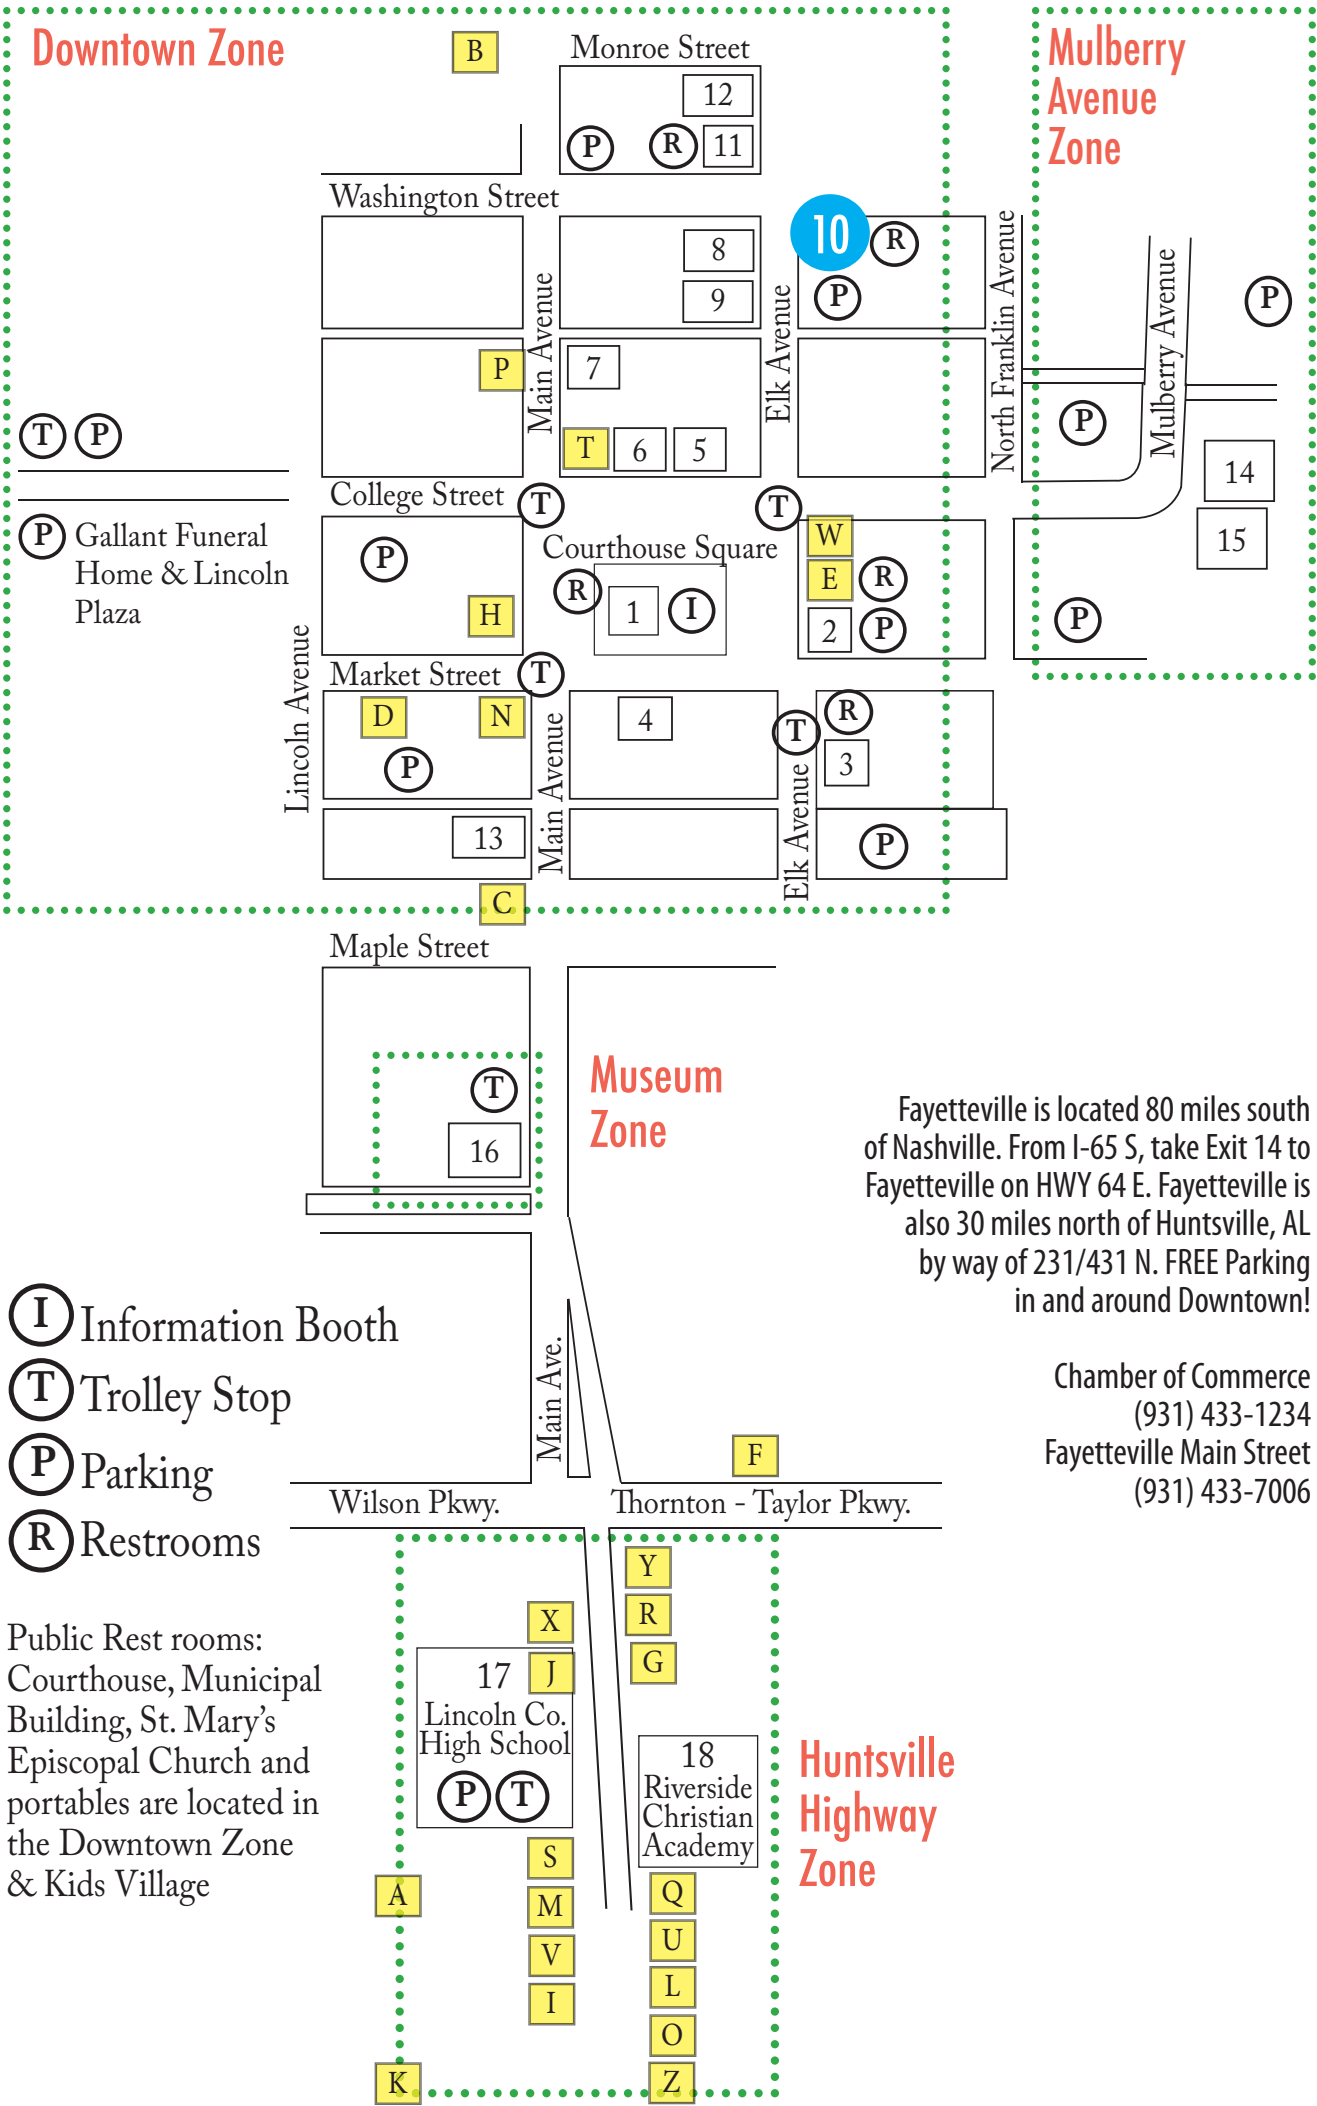 Downtown Zone
B
Monroe Street
12
P
R
11
Washington Street
Mulberry
Avenue
Zone
8
9
10
R
P
Main Avenue
Elk Avenue
North Franklin Avenue
Mulberry Avenue
P
P
7
T
6
5
T
P
P
College Street
T
T
14
15
P
Gallant Funeral
Home & Lincoln
Plaza
P
H
Courthouse Square
R
1
I
W
E
R
2
P
P
Lincoln Avenue
Market Street
T
D
N
P
Main Avenue
4
T
R
3
Elk Avenue
13
P
C
Maple Street
T
16
Museum
Zone
Fayetteville is located 80 miles south
of Nashville. From I-65 S, take Exit 14 to
Fayetteville on HWY 64 E. Fayetteville is
also 30 miles north of Huntsville, AL
by way of 231/431 N. FREE Parking
in and around Downtown!
Chamber of Commerce
(931) 433-1234
Fayetteville Main Street
(931) 433-7006
I Information Booth
T Trolley Stop
P Parking
R Restrooms
Main Ave.
F
Wilson Pkwy.
Thornton - Taylor Pkwy.
Public Rest rooms:
Courthouse, Municipal
Building, St. Mary's
Episcopal Church and
portables are located in
the Downtown Zone
& Kids Village
Y
R
G
X
J
17
Lincoln Co.
High School
P
T
18
Riverside
Christian
Academy
Huntsville
Highway
Zone
S
M
V
I
A
K
Q
U
L
O
Z